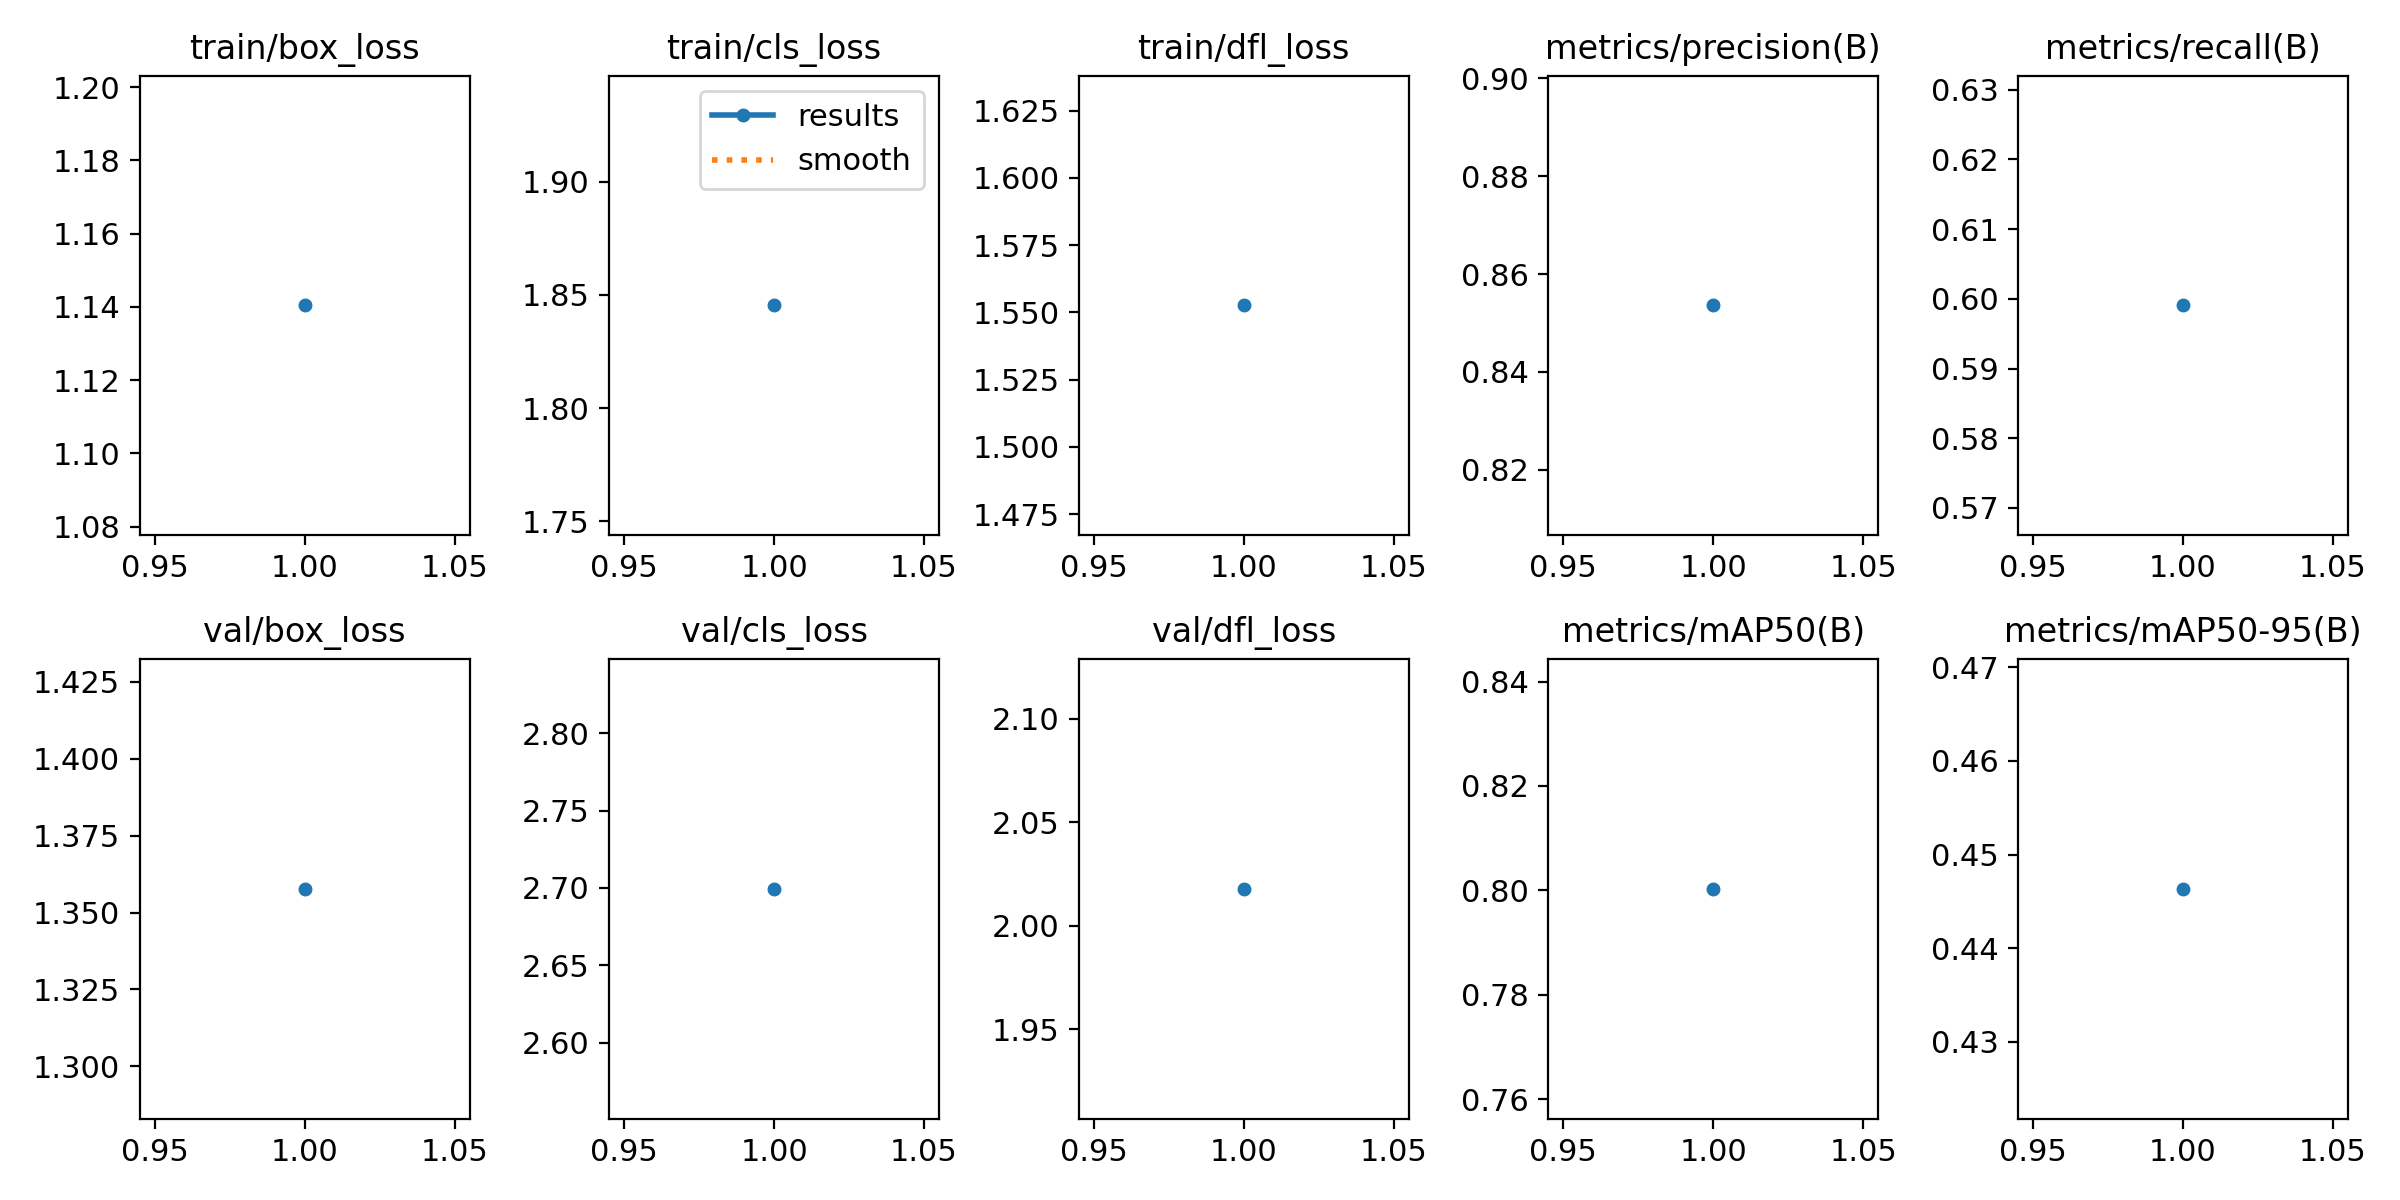 train/box_loss
1.20
1.18
1.16
1.14
1.12
1.10
1.08
0.95 1.00 1.05
train/cls_loss
results
smooth
1.90
1.85
1.80
1.75
0.95 1.00 1.05
train/dfl_loss
1.625
1.600
1.575
1.550
1.525
1.500
1.475
0.95 1.00 1.05
metrics/precision(B)
0.90
0.88
0.86
0.84
0.82
0.95 1.00 1.05
metrics/recall(B)
0.63
0.62
0.61
0.60
0.59
0.58
0.57
0.95 1.00 1.05
val/box_loss
1.425
1.400
1.375
1.350
1.325
1.300
0.95 1.00 1.05
val/cls_loss
2.80
2.75
2.70
2.65
2.60
0.95 1.00 1.05
val/dfl_loss
2.10
2.05
2.00
1.95
0.95 1.00 1.05
metrics/mAP50(B)
0.84
0.82
0.80
0.78
0.76
0.95 1.00 1.05
metrics/mAP50-95(B)
0.47
0.46
0.45
0.44
0.43
0.95 1.00 1.05